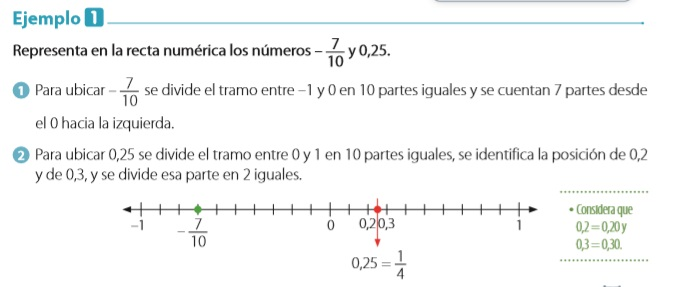 Ejemplo 1
Representa en la recta numérica los números −7/10 y 0,25.
1 Para ubicar −7/10 se divide el tramo entre −1 y 0 en 10 partes iguales y se cuentan 7 partes desde
el 0 hacia la izquierda.
2 Para ubicar 0,25 se divide el tramo entre 0 y 1 en 10 partes iguales, se identifica la posición de 0,2
y de 0,3, y se divide esa parte en 2 iguales.
−1 −7/10 0 0,2 0,3 1
0,25 = 1/4
• Considera que
0,2 = 0,20 y
0,3 = 0,30.